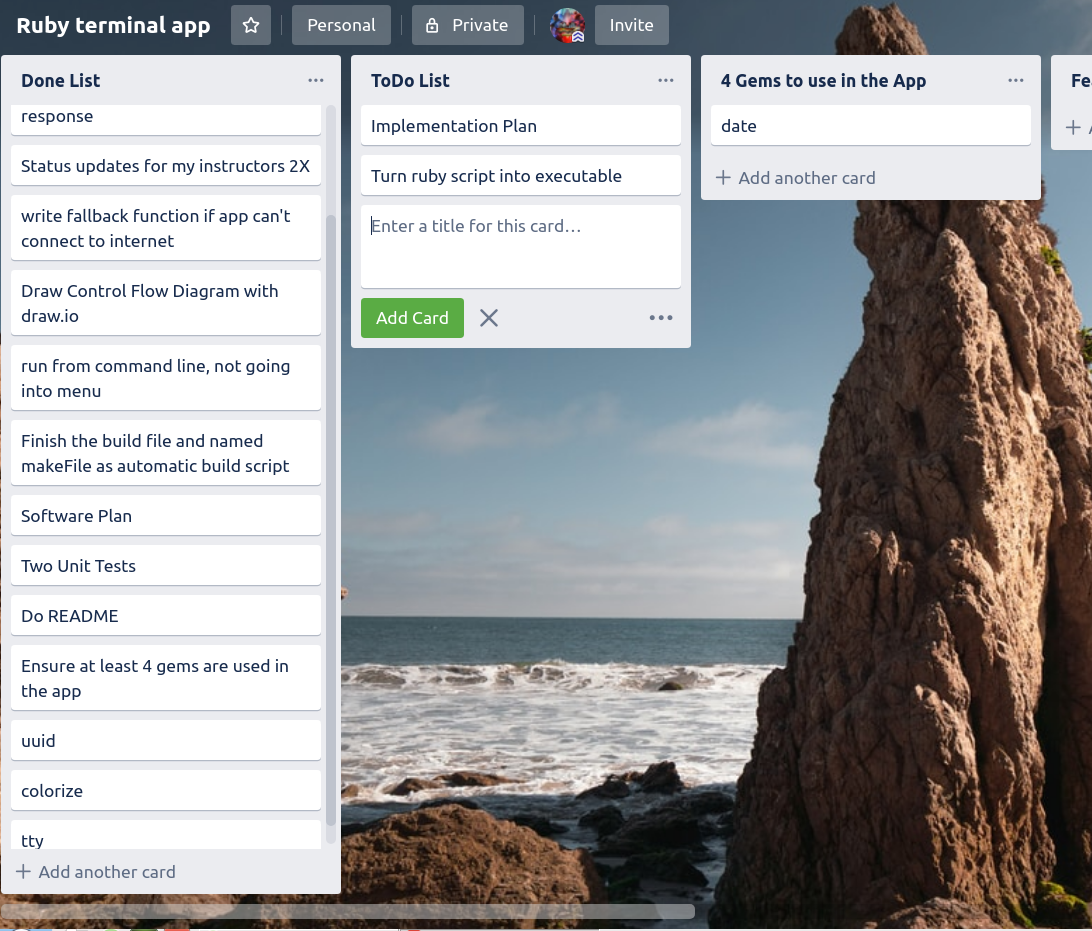 Ruby terminal app
Personal
Private
Invite
Done List
response
Status updates for my instructors 2X
write fallback function if app can't
connect to internet
Draw Control Flow Diagram with
draw.io
run from command line, not going
into menu
Finish the build file and named
makeFile as automatic build script
Software Plan
Two Unit Tests
Do README
Ensure at least 4 gems are used in
the app
uuid
colorize
tty
Add another card
ToDo List
Implementation Plan
Turn ruby script into executable
Enter a title for this card…
Add Card
4 Gems to use in the App
date
Add another card